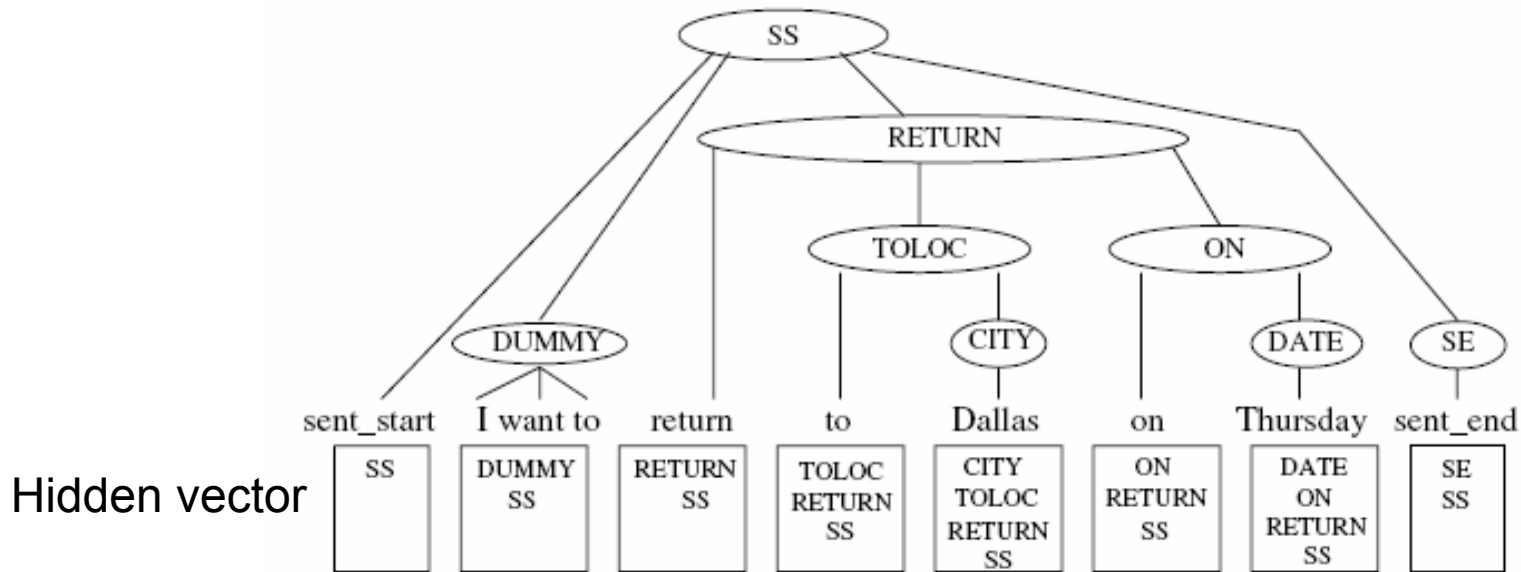 SS
RETURN
TOLOC ON
DUMMY CITY DATE SE
sent_start I want to return to Dallas on Thursday sent_end
Hidden vector
SS
DUMMY
SS
RETURN
SS
TOLOC
RETURN
SS
CITY
TOLOC
RETURN
SS
ON
RETURN
SS
DATE
ON
RETURN
SS
SE
SS